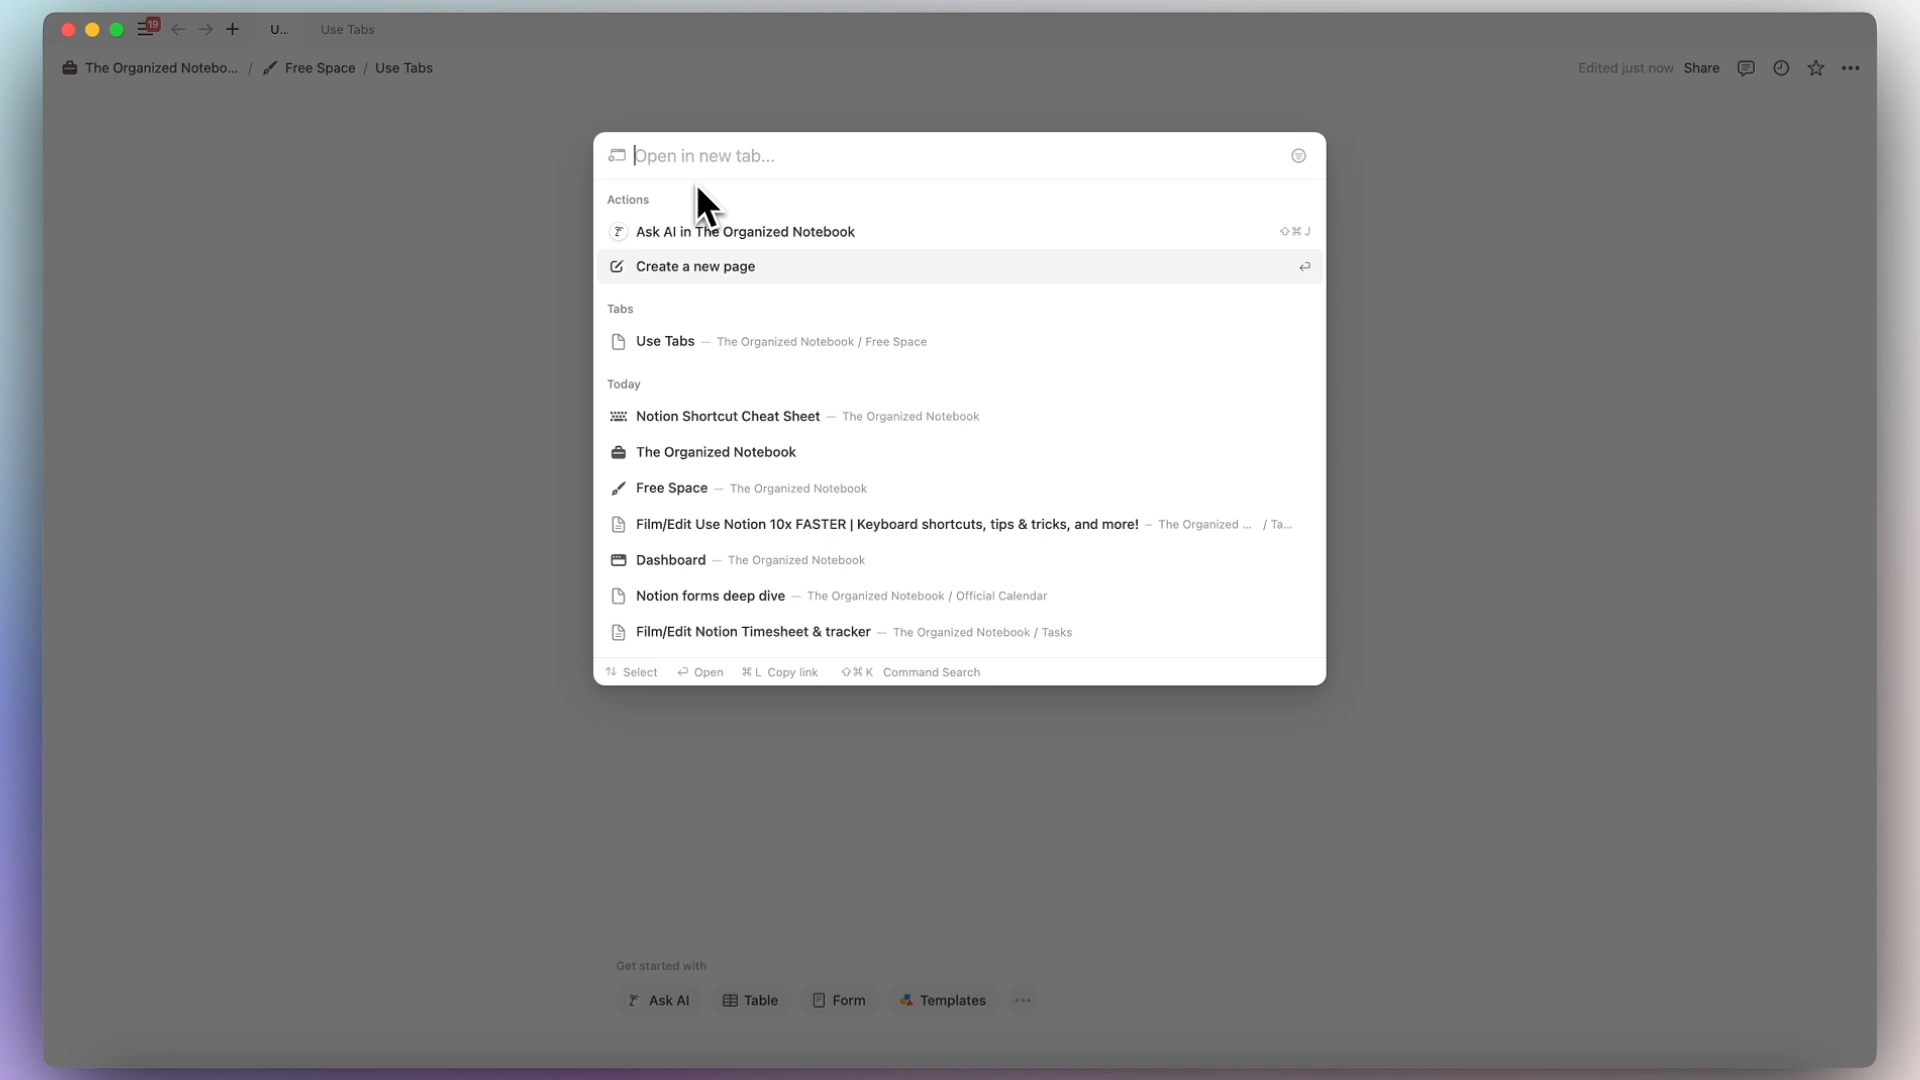 19
U...
Use Tabs
The Organized Notebo... / Free Space / Use Tabs
Edited just now Share
Open in new tab...
Actions
Ask AI in The Organized Notebook ⇧⌘J
Create a new page
Tabs
Use Tabs — The Organized Notebook / Free Space
Today
Notion Shortcut Cheat Sheet — The Organized Notebook
The Organized Notebook
Free Space — The Organized Notebook
Film/Edit Use Notion 10x FASTER | Keyboard shortcuts, tips & tricks, and more! — The Organized ... / Ta...
Dashboard — The Organized Notebook
Notion forms deep dive — The Organized Notebook / Official Calendar
Film/Edit Notion Timesheet & tracker — The Organized Notebook / Tasks
Select Open ⌘L Copy link ⇧⌘K Command Search
Get started with
Ask AI Table Form Templates